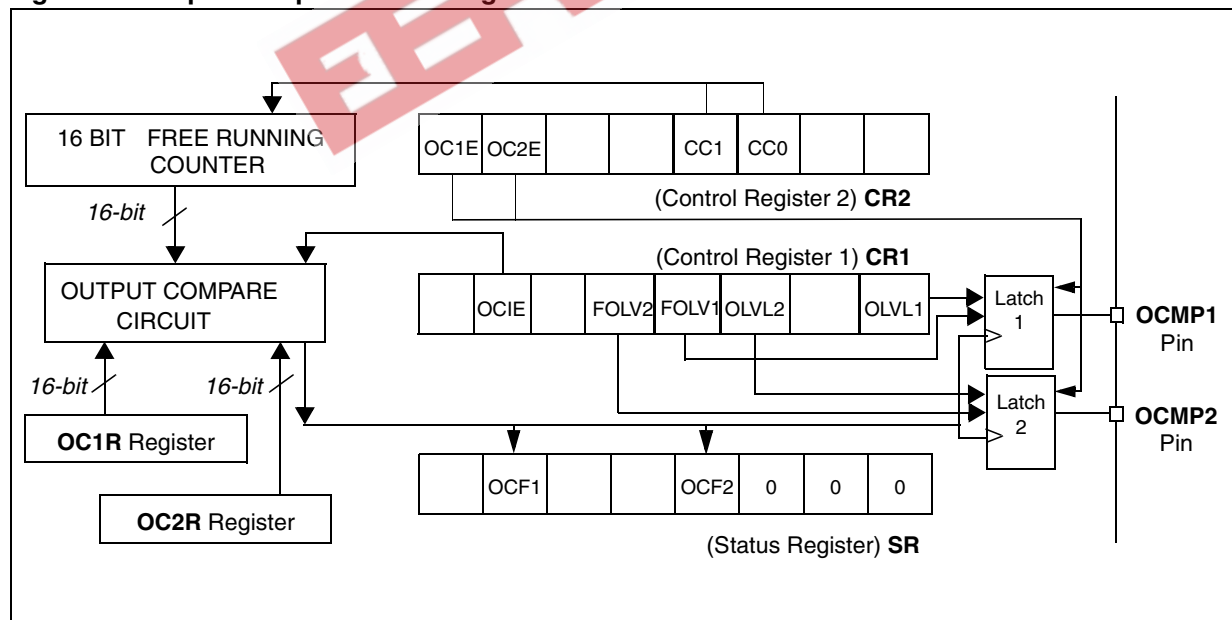 16 BIT FREE RUNNING
COUNTER
OC1E OC2E CC1 CC0
(Control Register 2) CR2
16-bit
(Control Register 1) CR1
OUTPUT COMPARE
CIRCUIT
OCIE FOLV2 FOLV1 OLVL2 OLVL1
Latch
1
OCMP1
Pin
16-bit
16-bit
Latch
2
OCMP2
Pin
OC1R Register
OCF1 OCF2 0 0 0
OC2R Register
(Status Register) SR